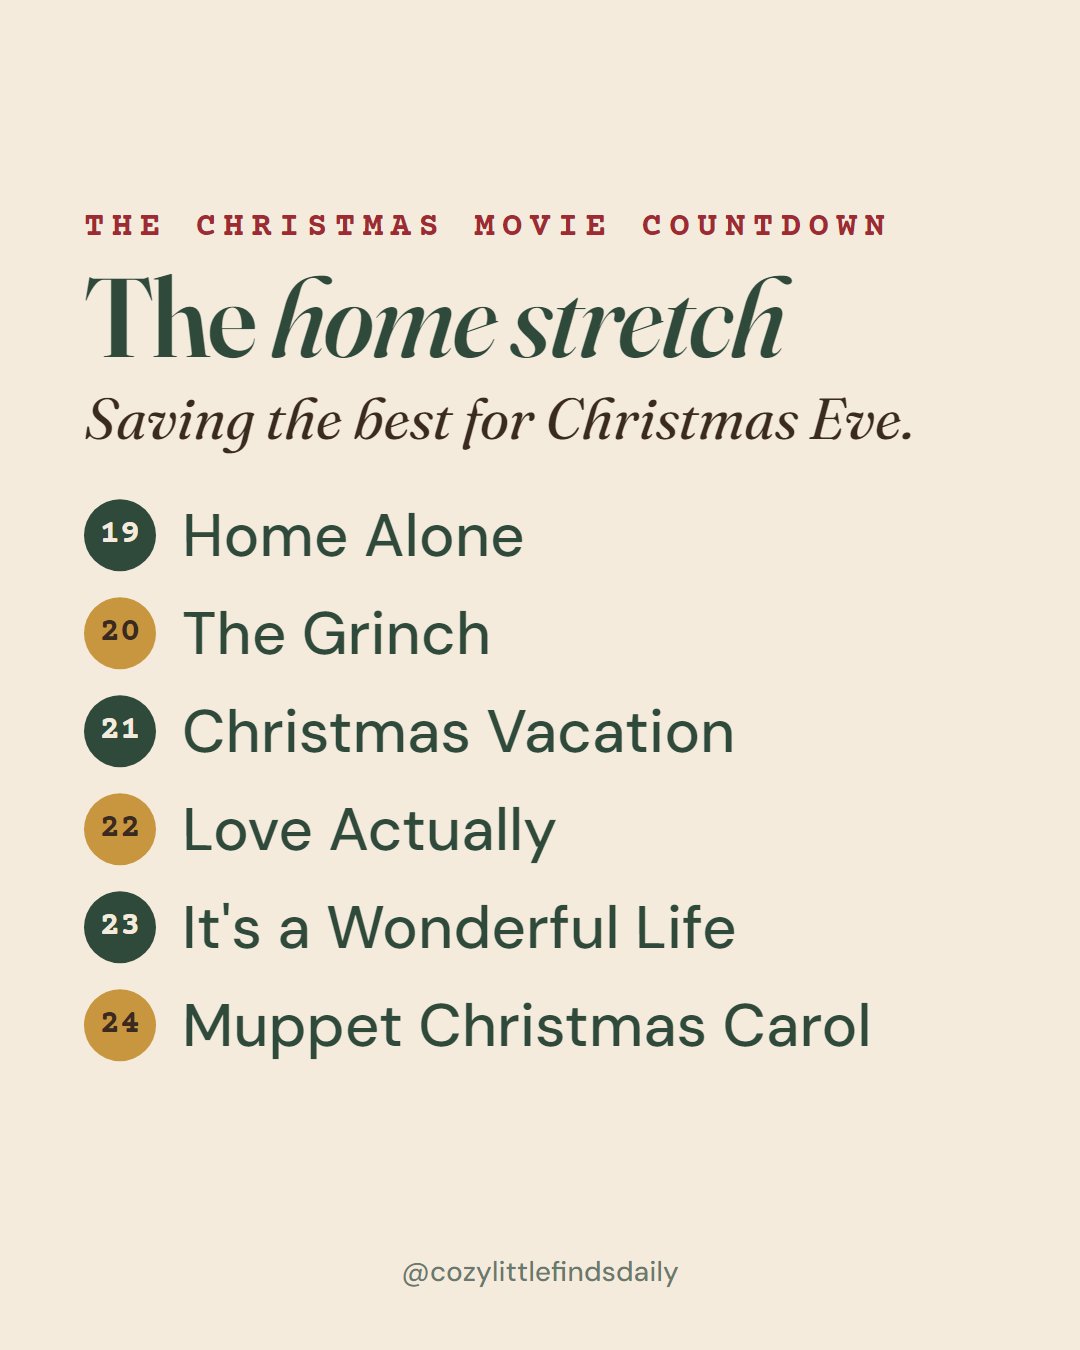 THE CHRISTMAS MOVIE COUNTDOWN
The home stretch
Saving the best for Christmas Eve.
19 Home Alone
20 The Grinch
21 Christmas Vacation
22 Love Actually
23 It's a Wonderful Life
24 Muppet Christmas Carol
@cozylittlefindsdaily